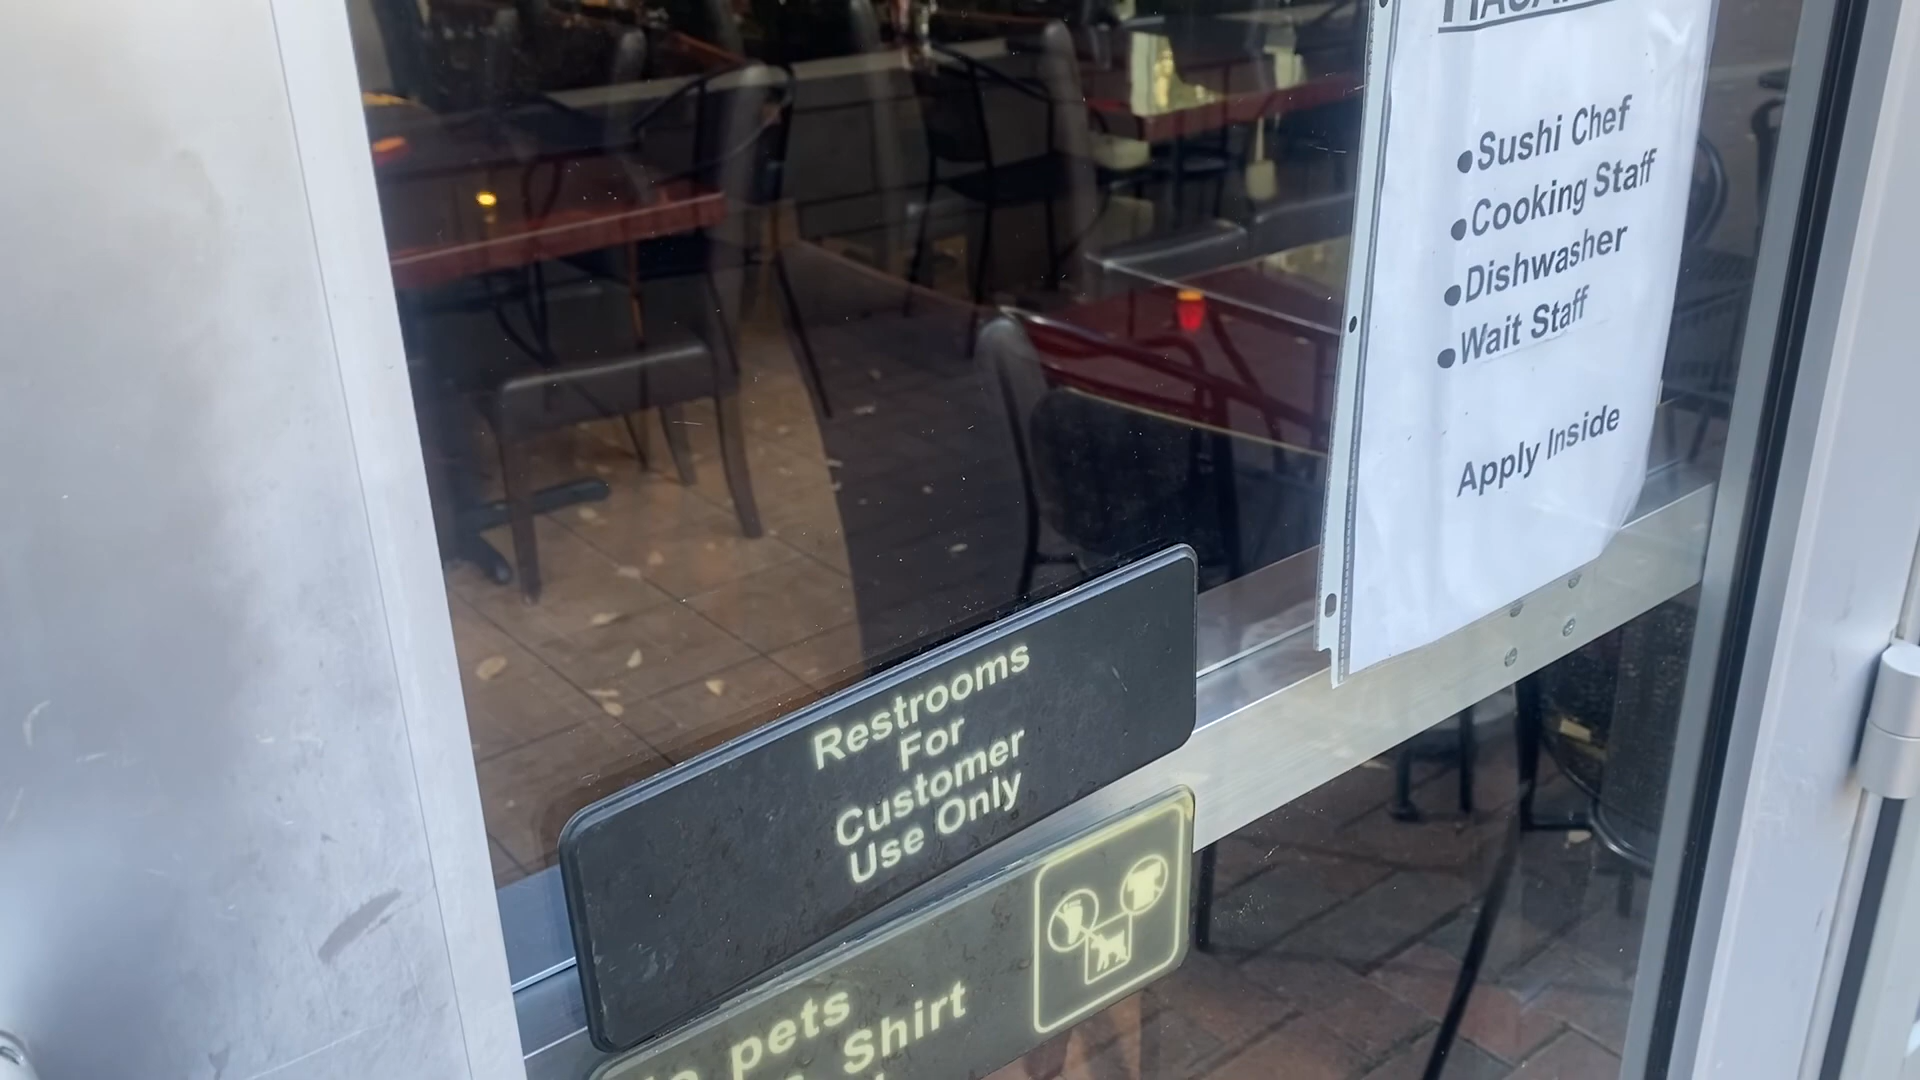 •Sushi Chef
•Cooking Staff
•Dishwasher
•Wait Staff
Apply Inside
Restrooms
For
Customer
Use Only
pets
Shirt